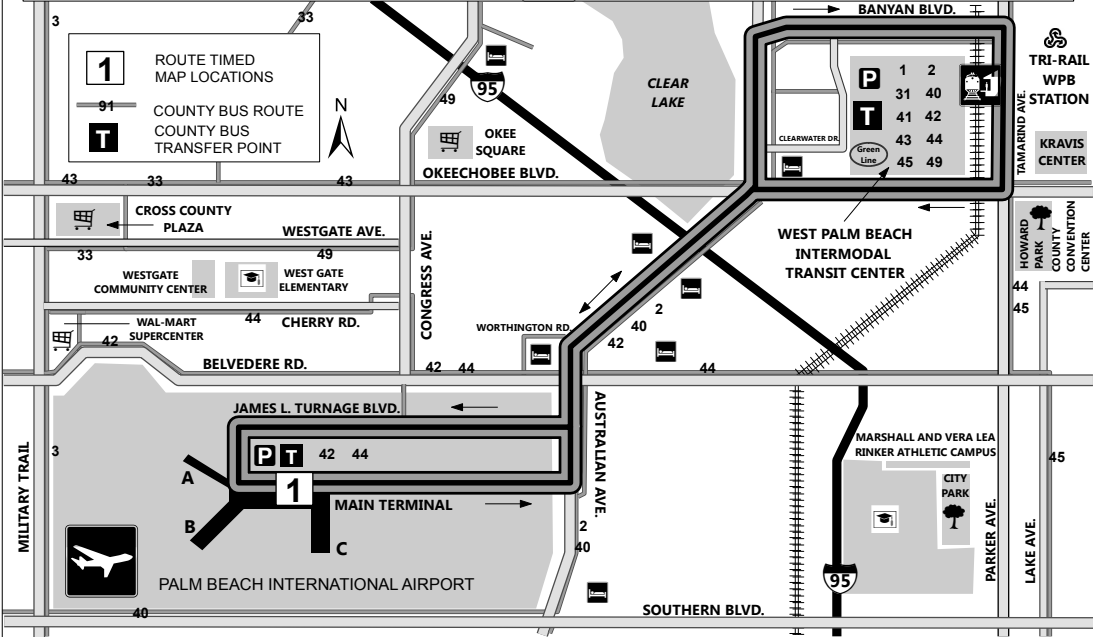 BANYAN BLVD.
3
33
1
ROUTE TIMED
MAP LOCATIONS
91
COUNTY BUS ROUTE
T
COUNTY BUS
TRANSFER POINT
N
49
95
OKEE
SQUARE
OKEECHOBEE BLVD.
CLEAR
LAKE
CLEARWATER DR.
P
T
Green
Line
1 2
31 40
41 42
43 44
45 49
1
TAMARIND AVE.
TRI-RAIL
WPB
STATION
KRAVIS
CENTER
43
33
43
CROSS COUNTY
PLAZA
WESTGATE AVE.
33
49
WESTGATE
COMMUNITY CENTER
WEST GATE
ELEMENTARY
CONGRESS AVE.
WEST PALM BEACH
INTERMODAL
TRANSIT CENTER
HOWARD
PARK
COUNTY
CONVENTION
CENTER
44
45
44
CHERRY RD.
WAL-MART
SUPERCENTER
42
WORTHINGTON RD.
2
40
42
BELVEDERE RD.
42 44
44
JAMES L. TURNAGE BLVD.
P
T
42 44
1
MAIN TERMINAL
A
B
C
3
MILITARY TRAIL
AUSTRALIAN AVE.
2
40
MARSHALL AND VERA LEA
RINKER ATHLETIC CAMPUS
CITY
PARK
PARKER AVE.
LAKE AVE.
45
95
PALM BEACH INTERNATIONAL AIRPORT
40
SOUTHERN BLVD.